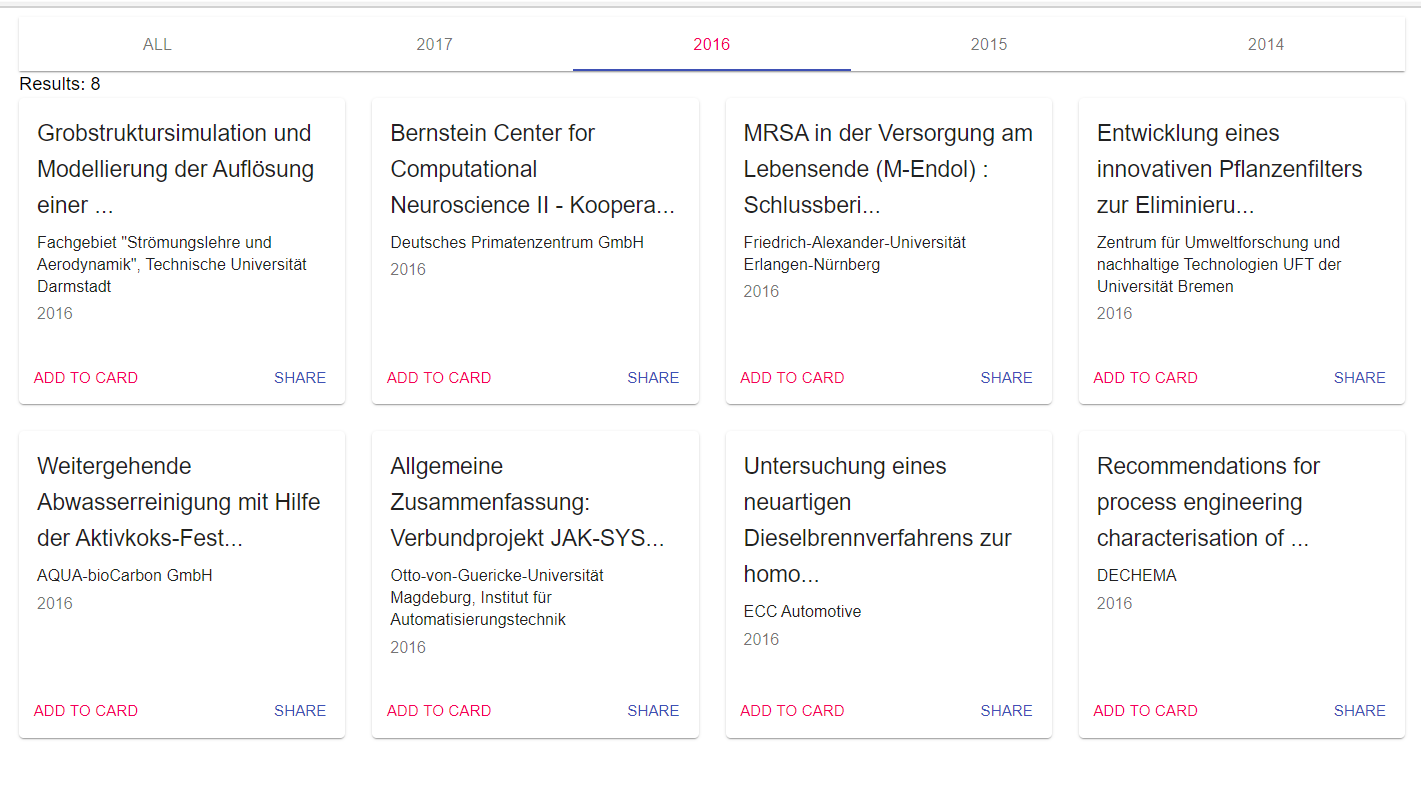 ALL
2017
2016
2015
2014
Results: 8
Grobstruktursimulation und
Modellierung der Auflösung
einer ...
Fachgebiet "Strömungslehre und
Aerodynamik", Technische Universität
Darmstadt
2016
ADD TO CARD
SHARE
Bernstein Center for
Computational
Neuroscience II - Koopera...
Deutsches Primatenzentrum GmbH
2016
ADD TO CARD
SHARE
MRSA in der Versorgung am
Lebensende (M-Endol) :
Schlussberi...
Friedrich-Alexander-Universität
Erlangen-Nürnberg
2016
ADD TO CARD
SHARE
Entwicklung eines
innovativen Pflanzenfilters
zur Eliminieru...
Zentrum für Umweltforschung und
nachhaltige Technologien UFT der
Universität Bremen
2016
ADD TO CARD
SHARE
Weitergehende
Abwasserreinigung mit Hilfe
der Aktivkoks-Fest...
AQUA-bioCarbon GmbH
2016
ADD TO CARD
SHARE
Allgemeine
Zusammenfassung:
Verbundprojekt JAK-SYS...
Otto-von-Guericke-Universität
Magdeburg, Institut für
Automatisierungstechnik
2016
ADD TO CARD
SHARE
Untersuchung eines
neuartigen
Dieselbrennverfahrens zur
homo...
ECC Automotive
2016
ADD TO CARD
SHARE
Recommendations for
process engineering
characterisation of ...
DECHEMA
2016
ADD TO CARD
SHARE